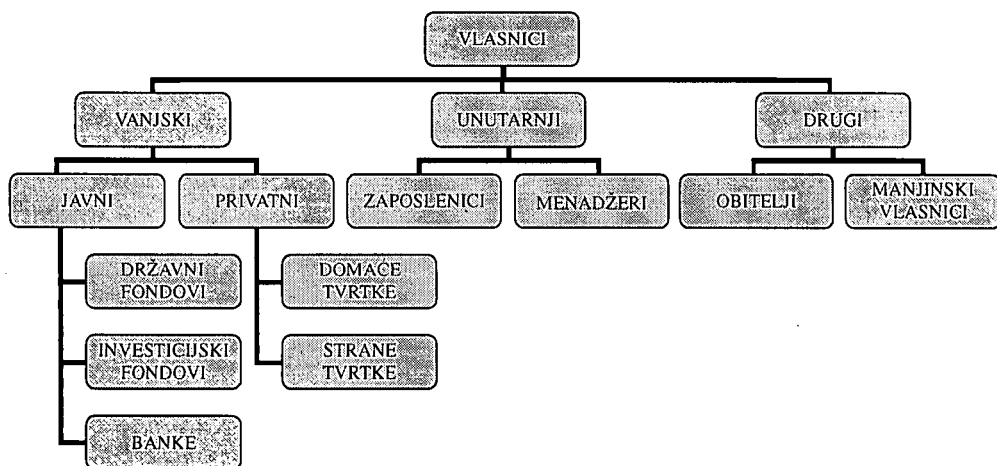 VLASNICI
VANJSKI
UNUTARNJI
DRUGI
JAVNI
PRIVATNI
ZAPOSLENICI
MENADŽERI
OBITELJI
MANJINSKI
VLASNICI
DRŽAVNI
FONDOVI
DOMAĆE
TVRTKE
INVESTICIJSKI
FONDOVI
STRANE
TVRTKE
BANKE